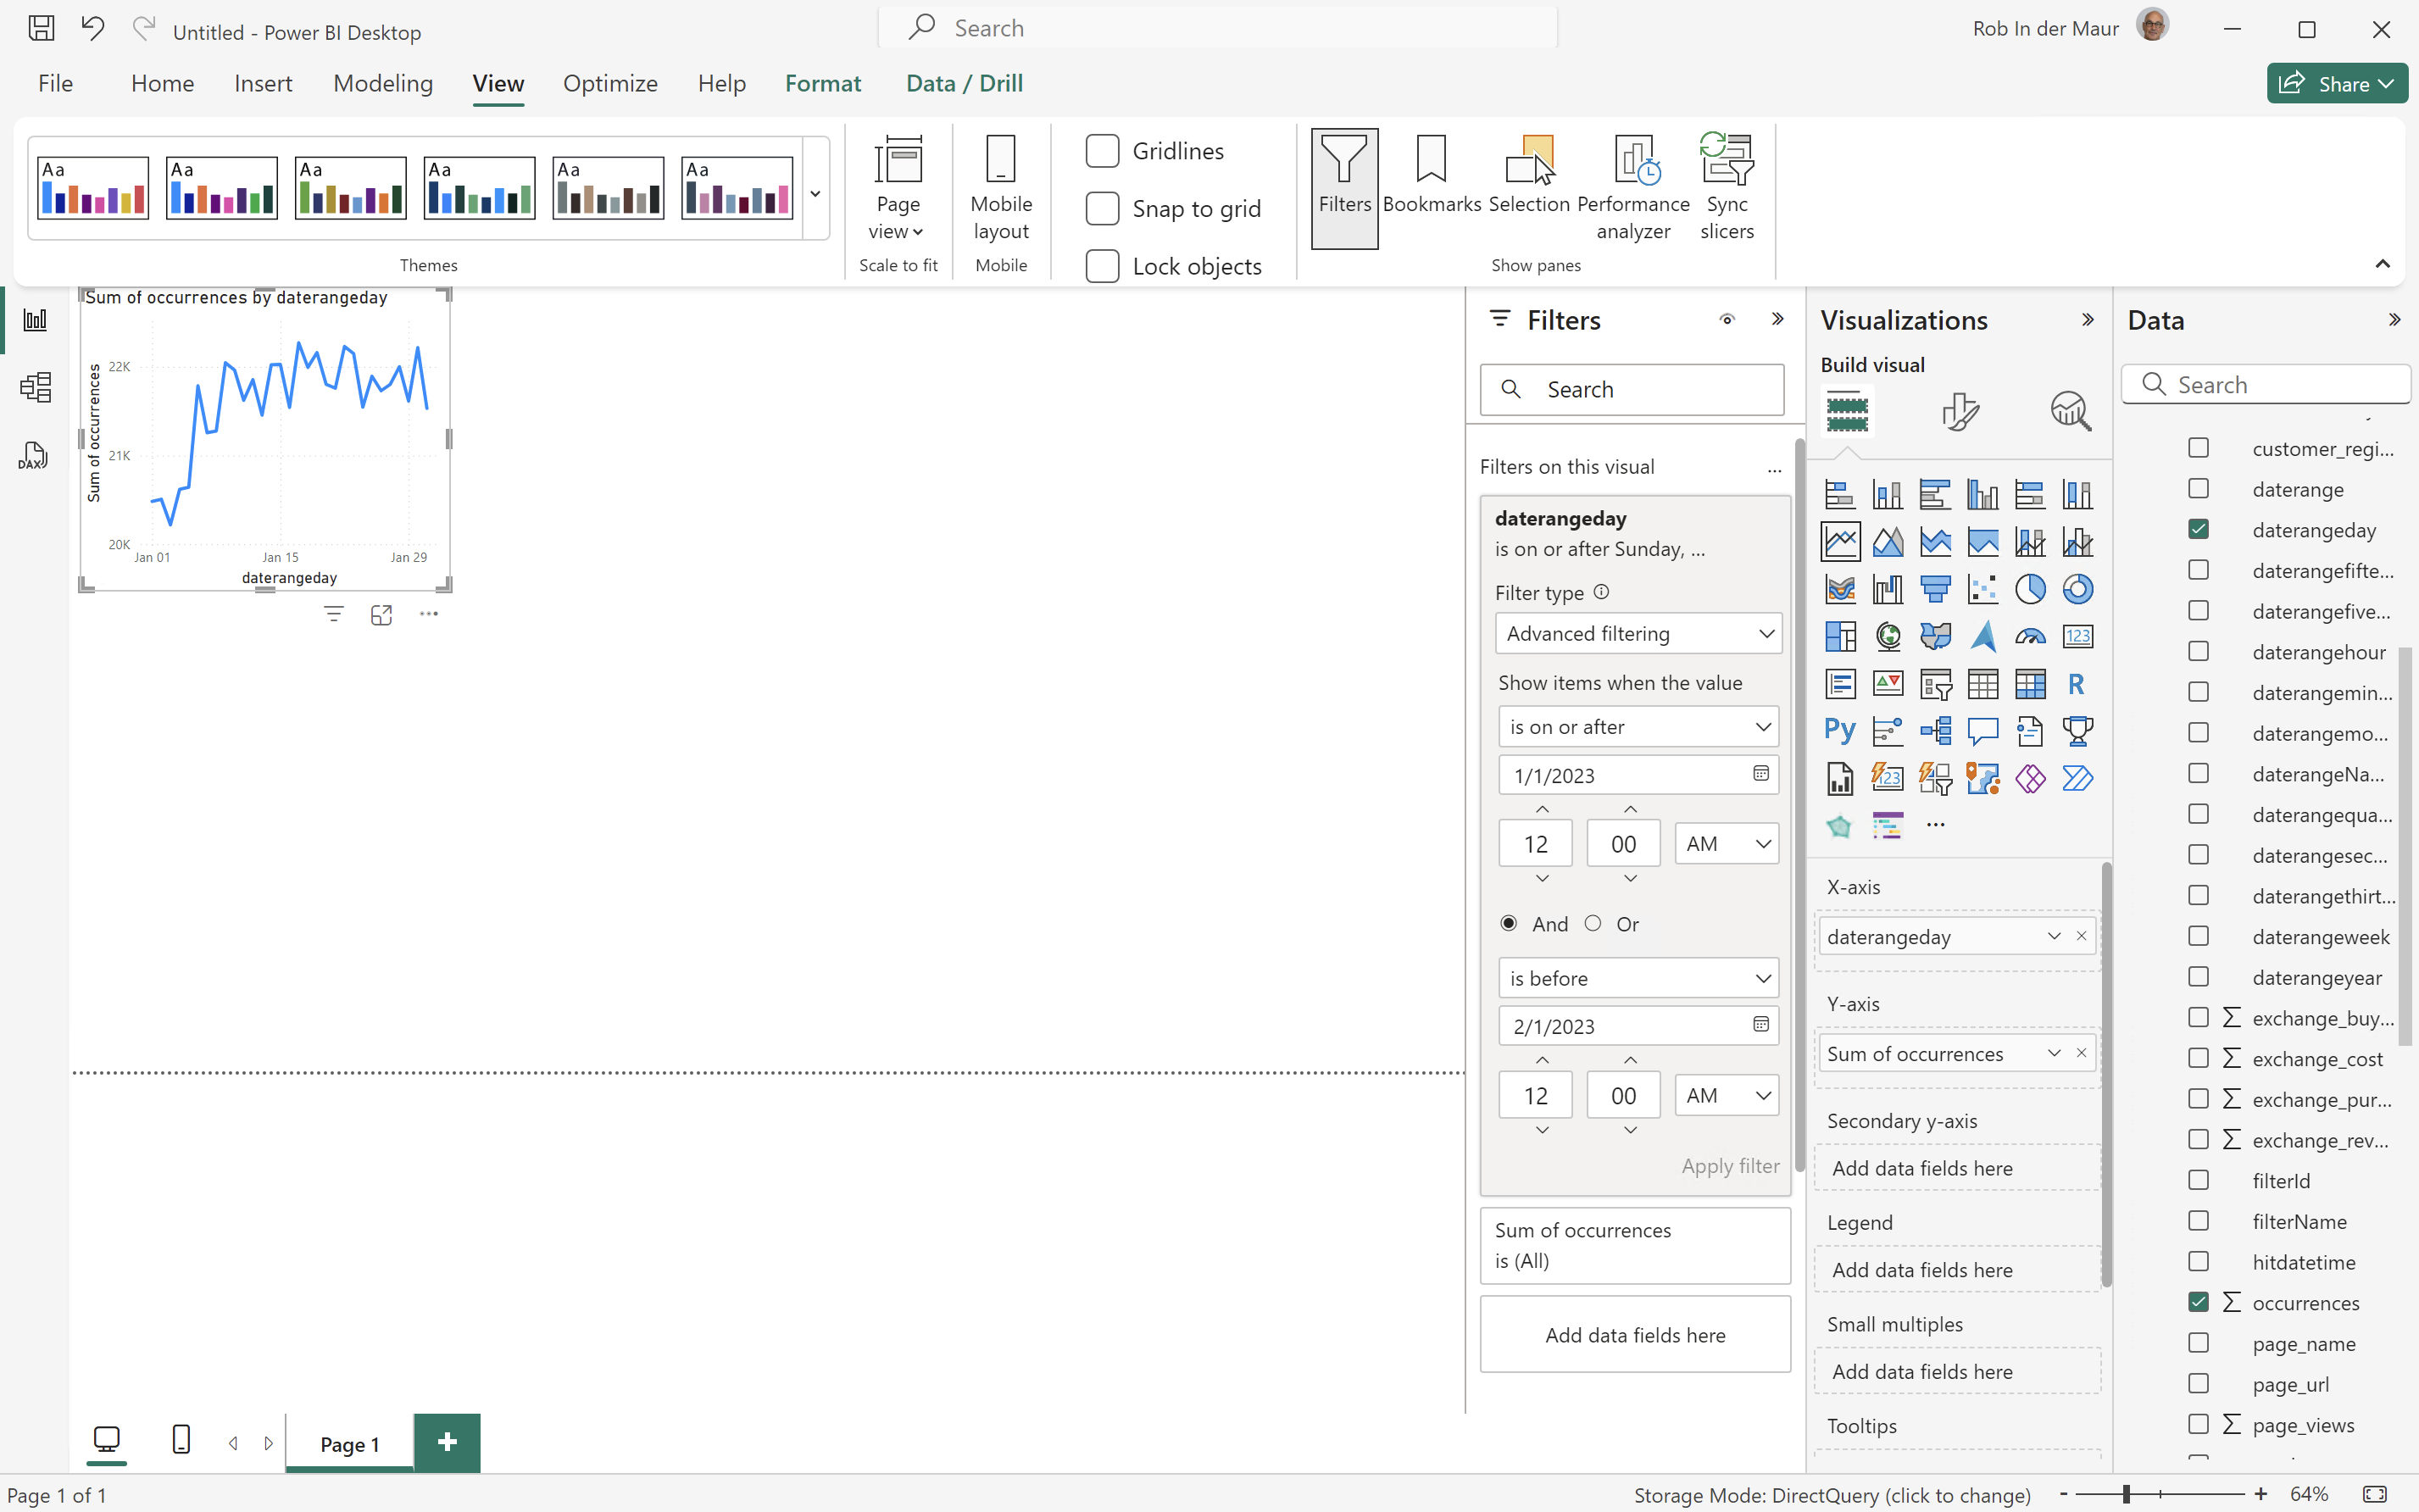 Untitled - Power BI Desktop
Search
Rob In der Maur
File
Home
Insert
Modeling
View
Optimize
Help
Format
Data / Drill
Share
Aa
Aa
Aa
Aa
Aa
Aa
Themes
Page
view
Scale to fit
Mobile
layout
Mobile
Gridlines
Snap to grid
Lock objects
Filters
Bookmarks
Selection
Performance
analyzer
Sync
slicers
Show panes
DAX
Sum of occurrences by daterangeday
Sum of occurrences
22K
21K
20K
Jan 01
Jan 15
Jan 29
daterangeday
Filters
Search
Filters on this visual
...
daterangeday
is on or after Sunday, ...
Filter type
Advanced filtering
Show items when the value
is on or after
1/1/2023
12
00
AM
And
Or
is before
2/1/2023
12
00
AM
Apply filter
Sum of occurrences
is (All)
Add data fields here
Visualizations
Build visual
123
R
Py
123
...
X-axis
daterangeday
Y-axis
Sum of occurrences
Secondary y-axis
Add data fields here
Legend
Add data fields here
Small multiples
Add data fields here
Tooltips
Data
Search
customer_regi...
daterange
daterangeday
daterangefifte...
daterangefive...
daterangehour
daterangemin...
daterangemo...
daterangeNa...
daterangequa...
daterangesec...
daterangethirt...
daterangeweek
daterangeyear
∑ exchange_buy...
∑ exchange_cost
∑ exchange_pur...
∑ exchange_rev...
filterId
filterName
hitdatetime
∑ occurrences
page_name
page_url
∑ page_views
Page 1
+
Page 1 of 1
Storage Mode: DirectQuery (click to change)
- +
64%